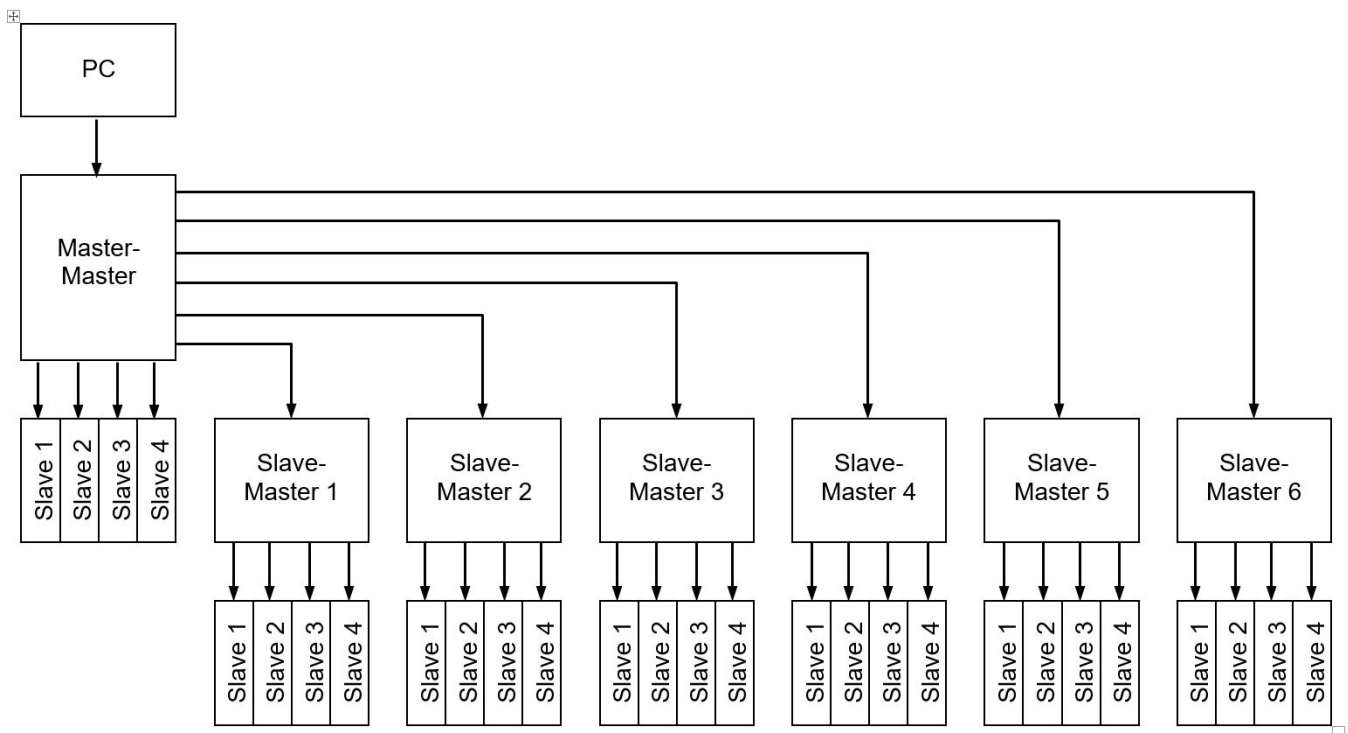 PC
Master-
Master
Slave 1
Slave 2
Slave 3
Slave 4
Slave-
Master 1
Slave-
Master 2
Slave-
Master 3
Slave-
Master 4
Slave-
Master 5
Slave-
Master 6
Slave 1
Slave 2
Slave 3
Slave 4
Slave 1
Slave 2
Slave 3
Slave 4
Slave 1
Slave 2
Slave 3
Slave 4
Slave 1
Slave 2
Slave 3
Slave 4
Slave 1
Slave 2
Slave 3
Slave 4
Slave 1
Slave 2
Slave 3
Slave 4